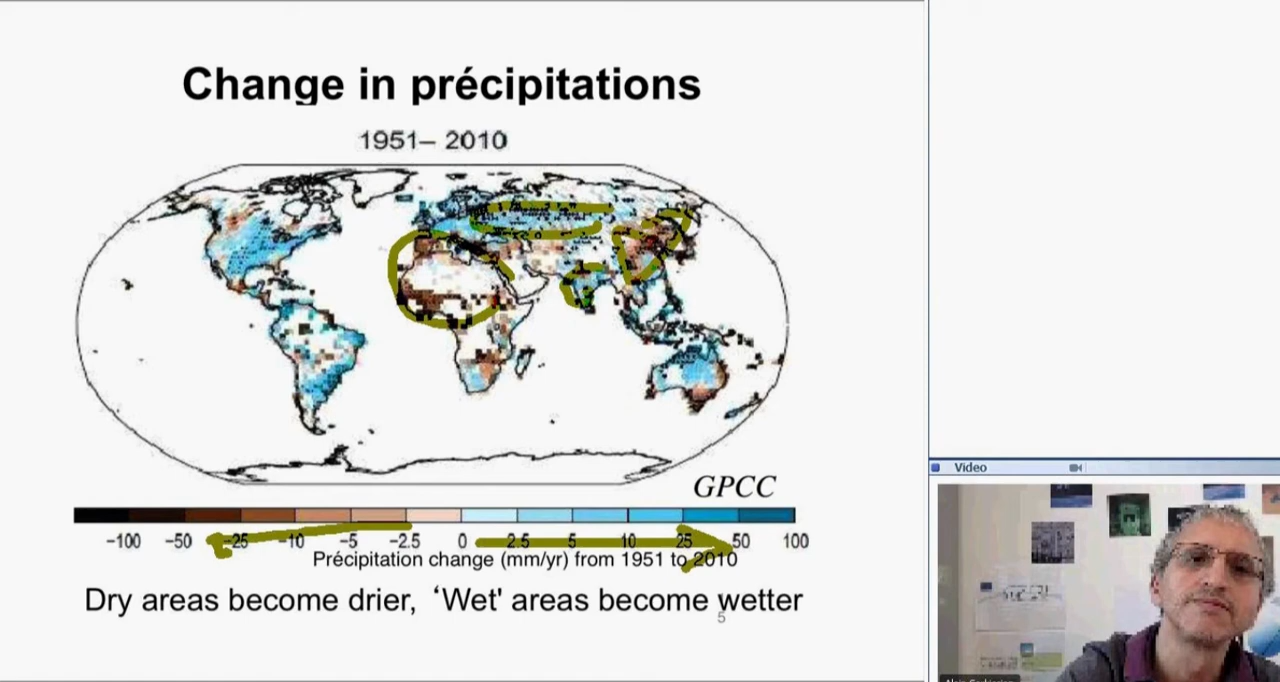 Change in précipitations
1951– 2010
GPCC
−100 −50 −25 −10 −5 −2.5 0 2.5 5 10 25 50 100
Précipitation change (mm/yr) from 1951 to 2010
Dry areas become drier, ‘Wet' areas become wetter
5
Video